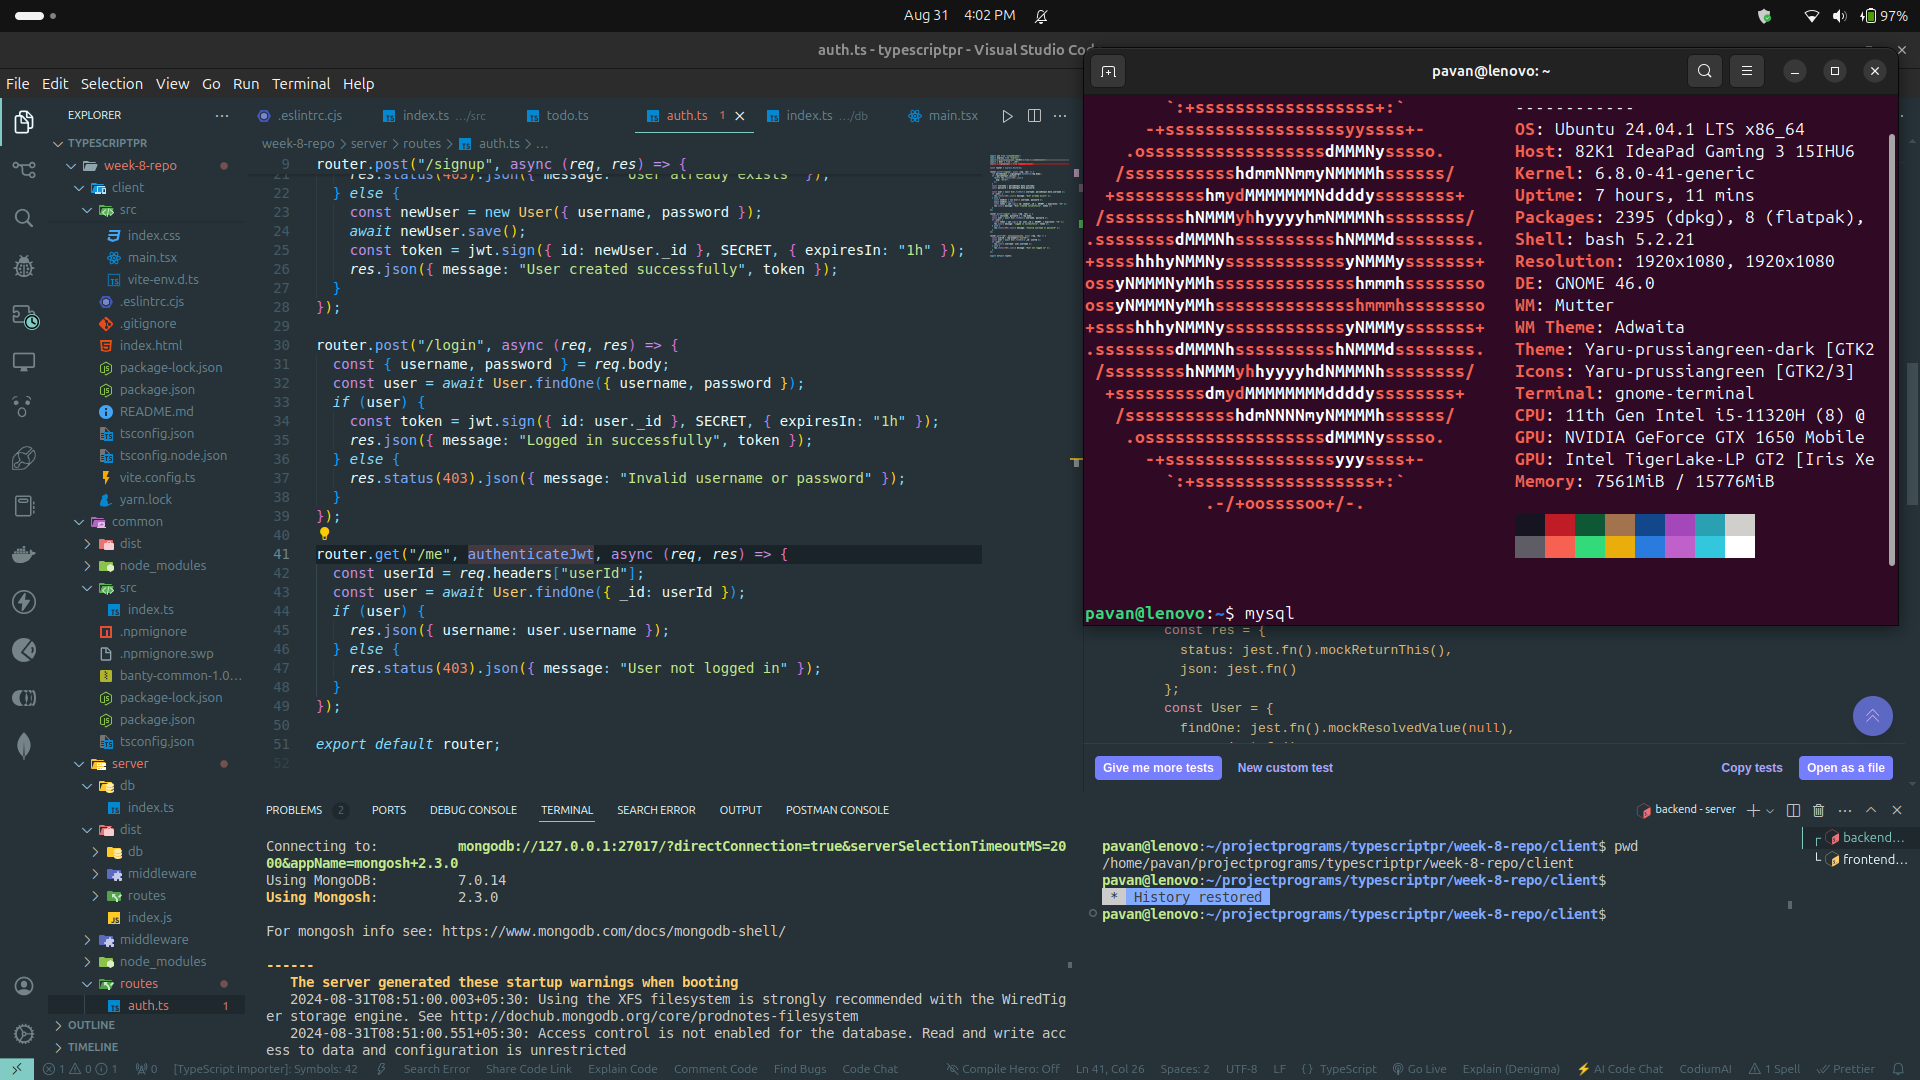 Aug 31 4:02 PM
97%
auth.ts - typescriptpr - Visual Studio Cod
File Edit Selection View Go Run Terminal Help
EXPLORER
TYPESCRIPTPR
week-8-repo
client
src
index.css
main.tsx
vite-env.d.ts
.eslintrc.cjs
.gitignore
index.html
package-lock.json
package.json
README.md
tsconfig.json
tsconfig.node.json
vite.config.ts
yarn.lock
common
dist
node_modules
src
index.ts
.npmignore
.npmignore.swp
banty-common-1.0...
package-lock.json
package.json
tsconfig.json
server
db
index.ts
dist
db
middleware
routes
index.js
middleware
node_modules
routes
auth.ts 1
OUTLINE
TIMELINE
.eslintrc.cjs index.ts .../src todo.ts auth.ts 1 index.ts .../db main.tsx
week-8-repo > server > routes > auth.ts > ...
9 router.post("/signup", async (req, res) => {
21 res.status(403).json({ message: "User already exists" });
22 } else {
23 const newUser = new User({ username, password });
24 await newUser.save();
25 const token = jwt.sign({ id: newUser._id }, SECRET, { expiresIn: "1h" });
26 res.json({ message: "User created successfully", token });
27 }
28 });
29
30 router.post("/login", async (req, res) => {
31 const { username, password } = req.body;
32 const user = await User.findOne({ username, password });
33 if (user) {
34 const token = jwt.sign({ id: user._id }, SECRET, { expiresIn: "1h" });
35 res.json({ message: "Logged in successfully", token });
36 } else {
37 res.status(403).json({ message: "Invalid username or password" });
38 }
39 });
40
41 router.get("/me", authenticateJwt, async (req, res) => {
42 const userId = req.headers["userId"];
43 const user = await User.findOne({ _id: userId });
44 if (user) {
45 res.json({ username: user.username });
46 } else {
47 res.status(403).json({ message: "User not logged in" });
48 }
49 });
50
51 export default router;
52
pavan@lenovo: ~
`:+ssssssssssssssssss+:` ------------
-+ssssssssssssssssssyyssss+- OS: Ubuntu 24.04.1 LTS x86_64
.ossssssssssssssssssdMMMNysssso. Host: 82K1 IdeaPad Gaming 3 15IHU6
/ssssssssssshdmmNNmmyNMMMMhssssss/ Kernel: 6.8.0-41-generic
+ssssssssshmydMMMMMMMNddddyssssssss+ Uptime: 7 hours, 11 mins
/sssssssshNMMMyhhyyyyhmNMMMNhssssssss/ Packages: 2395 (dpkg), 8 (flatpak),
.ssssssssdMMMNhsssssssssshNMMMdssssssss. Shell: bash 5.2.21
+sssshhhyNMMNyssssssssssssyNMMMysssssss+ Resolution: 1920x1080, 1920x1080
ossyNMMMNyMMhsssssssssssssshmmmhssssssso DE: GNOME 46.0
ossyNMMMNyMMhsssssssssssssshmmmhssssssso WM: Mutter
+sssshhhyNMMNyssssssssssssyNMMMysssssss+ WM Theme: Adwaita
.ssssssssdMMMNhsssssssssshNMMMdssssssss. Theme: Yaru-prussiangreen-dark [GTK2
/sssssssshNMMMyhhyyyyhdNMMMNhssssssss/ Icons: Yaru-prussiangreen [GTK2/3]
+sssssssssdmydMMMMMMMMddddyssssssss+ Terminal: gnome-terminal
/ssssssssssshdmNNNNmyNMMMMhssssss/ CPU: 11th Gen Intel i5-11320H (8) @
.ossssssssssssssssssdMMMNysssso. GPU: NVIDIA GeForce GTX 1650 Mobile
-+sssssssssssssssssyyyssss+- GPU: Intel TigerLake-LP GT2 [Iris Xe
`:+ssssssssssssssssss+:` Memory: 7561MiB / 15776MiB
.-/+oossssoo+/-.
pavan@lenovo:~$ mysql
const res = {
status: jest.fn().mockReturnThis(),
json: jest.fn()
};
const User = {
findOne: jest.fn().mockResolvedValue(null),
Give me more tests New custom test Copy tests Open as a file
PROBLEMS 2 PORTS DEBUG CONSOLE TERMINAL SEARCH ERROR OUTPUT POSTMAN CONSOLE
backend - server
Connecting to: mongodb://127.0.0.1:27017/?directConnection=true&serverSelectionTimeoutMS=20
00&appName=mongosh+2.3.0
Using MongoDB: 7.0.14
Using Mongosh: 2.3.0
For mongosh info see: https://www.mongodb.com/docs/mongodb-shell/
------
The server generated these startup warnings when booting
2024-08-31T08:51:00.003+05:30: Using the XFS filesystem is strongly recommended with the WiredTig
er storage engine. See http://dochub.mongodb.org/core/prodnotes-filesystem
2024-08-31T08:51:00.551+05:30: Access control is not enabled for the database. Read and write acc
ess to data and configuration is unrestricted
pavan@lenovo:~/projectprograms/typescriptpr/week-8-repo/client$ pwd
/home/pavan/projectprograms/typescriptpr/week-8-repo/client
pavan@lenovo:~/projectprograms/typescriptpr/week-8-repo/client$
* History restored
pavan@lenovo:~/projectprograms/typescriptpr/week-8-repo/client$
backend...
frontend...
1 0 1 0 [TypeScript Importer]: Symbols: 42 Search Error Share Code Link Explain Code Comment Code Find Bugs Code Chat Compile Hero: Off Ln 41, Col 26 Spaces: 2 UTF-8 LF { } TypeScript Go Live Explain (Denigma) AI Code Chat CodiumAI 1 Spell Prettier